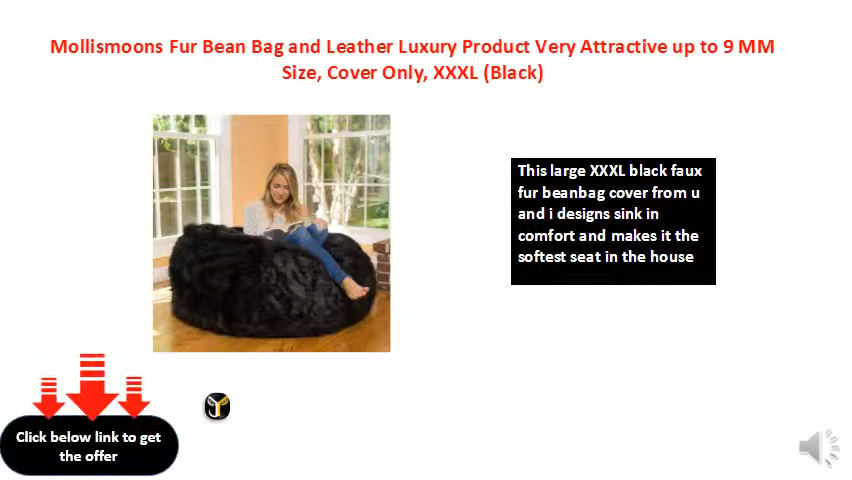 Mollismoons Fur Bean Bag and Leather Luxury Product Very Attractive up to 9 MM
Size, Cover Only, XXXL (Black)
This large XXXL black faux
fur beanbag cover from u
and i designs sink in
comfort and makes it the
softest seat in the house
Click below link to get
the offer